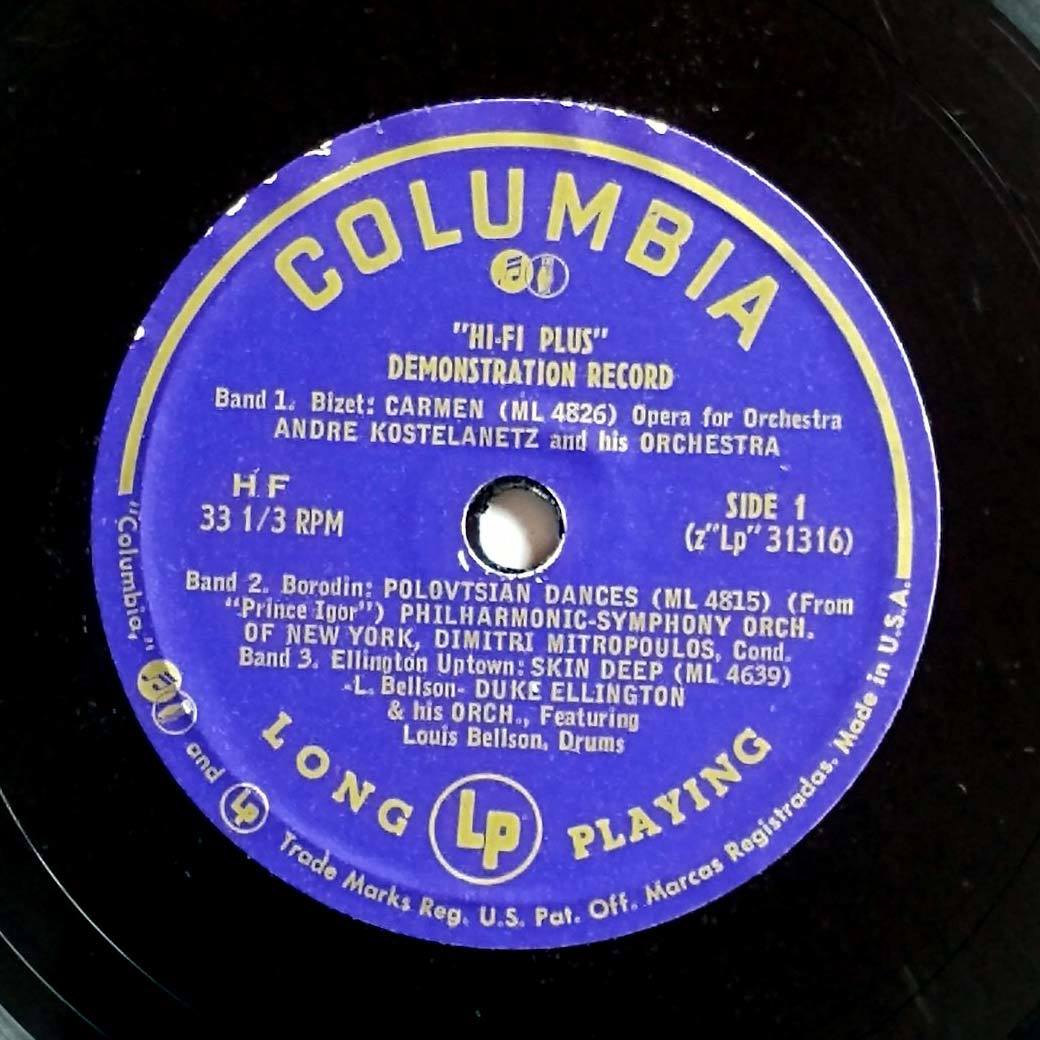 COLUMBIA
"HI-FI PLUS"
DEMONSTRATION RECORD
Band 1. Bizet: CARMEN (ML 4826) Opera for Orchestra
ANDRE KOSTELANETZ and his ORCHESTRA
H F
33 1/3 RPM
SIDE 1
(z"Lp" 31316)
Band 2. Borodin: POLOVTSIAN DANCES (ML 4815) (From
"Prince Igor") PHILHARMONIC-SYMPHONY ORCH.
OF NEW YORK, DIMITRI MITROPOULOS, Cond.
Band 3. Ellington Uptown: SKIN DEEP (ML 4639)
-L. Bellson- DUKE ELLINGTON
& his ORCH., Featuring
Louis Bellson, Drums
LONG Lp PLAYING
"Columbia," and Lp Trade Marks Reg. U.S. Pat. Off. Marcas Registradas. Made in U.S.A.